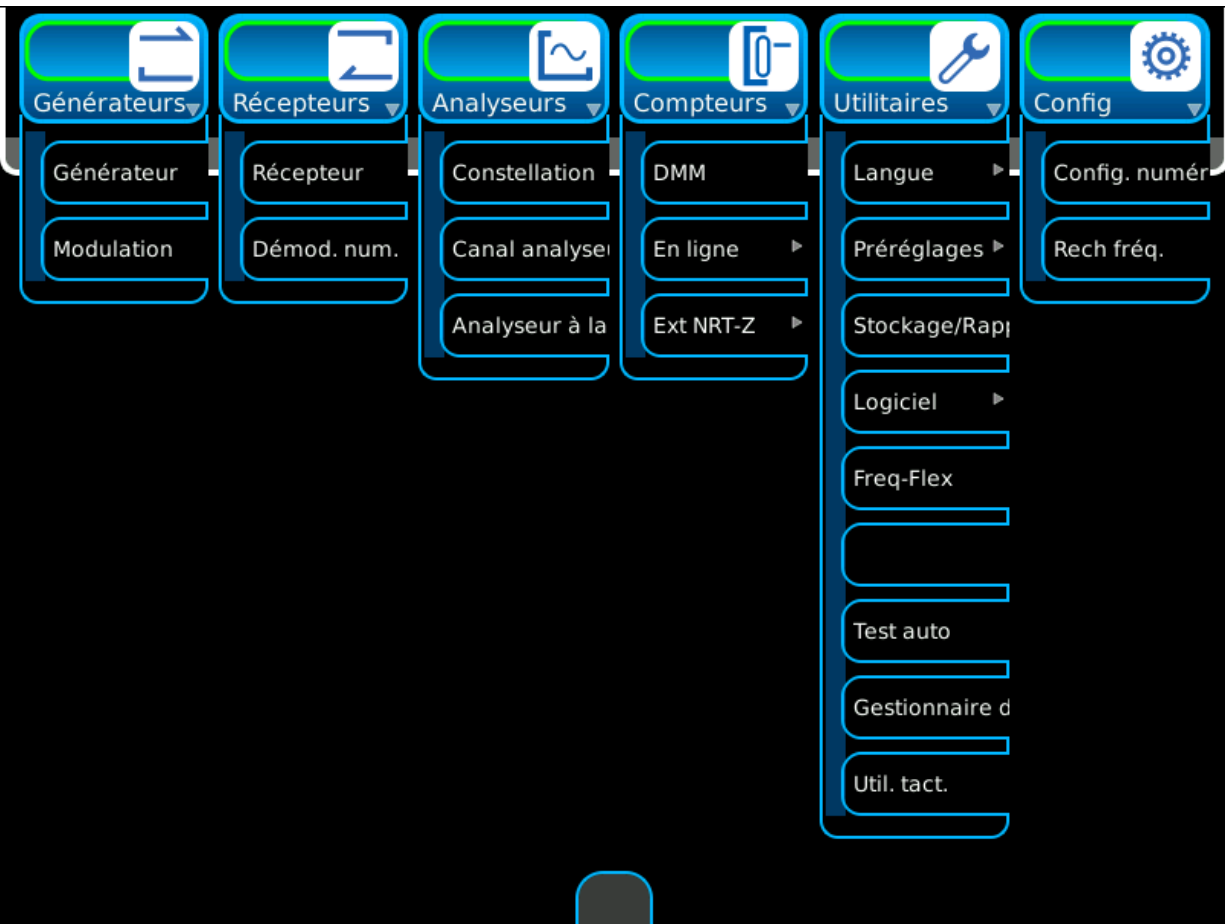 Générateurs
Récepteurs
Analyseurs
Compteurs
Utilitaires
Config
Générateur
Modulation
Récepteur
Démod. num.
Constellation
Canal analyse
Analyseur à la
DMM
En ligne
Ext NRT-Z
Langue
Préréglages
Stockage/Rapp
Logiciel
Freq-Flex
Test auto
Gestionnaire d
Util. tact.
Config. numér
Rech fréq.